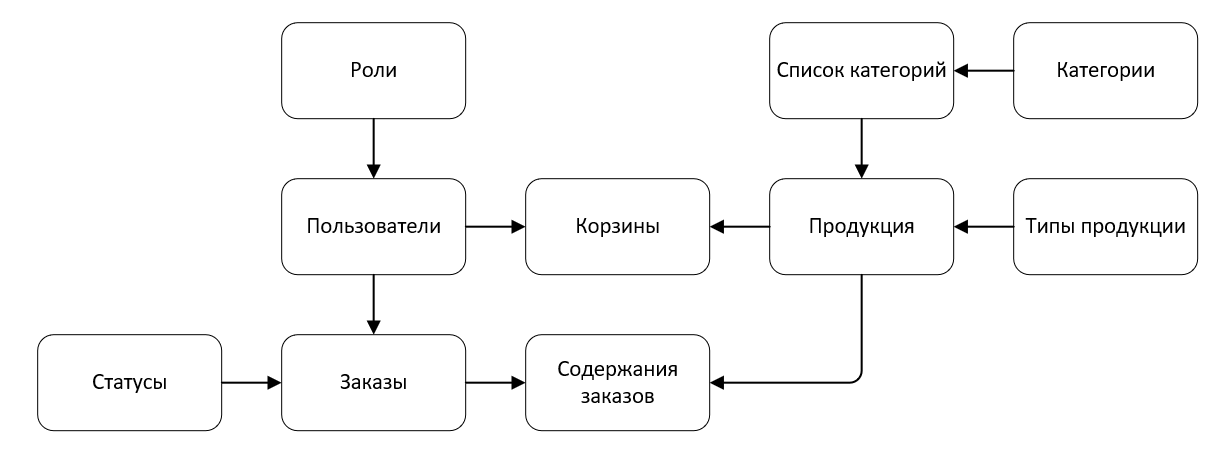 Роли
Список категорий
Категории
Пользователи
Корзины
Продукция
Типы продукции
Статусы
Заказы
Содержания
заказов